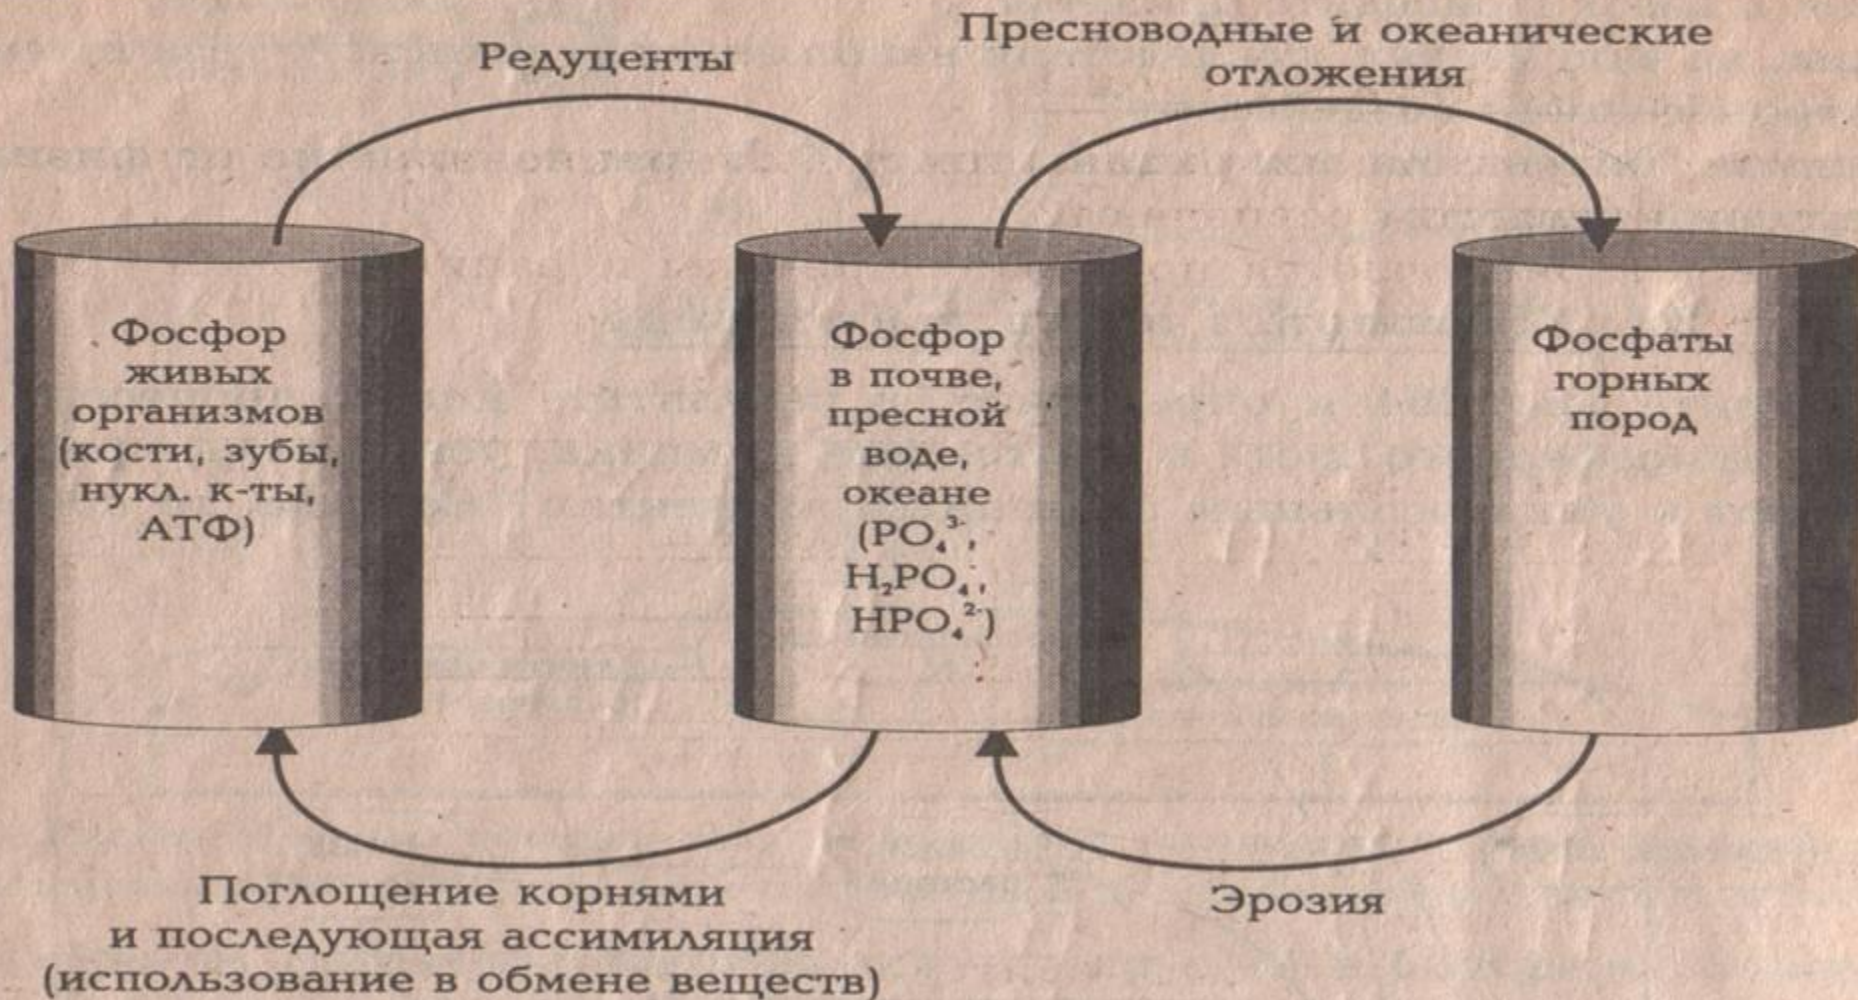 Редуценты
Пресноводные и океанические
отложения
Фосфор
живых
организмов
(кости, зубы,
нукл. к-ты,
АТФ)
Фосфор
в почве,
пресной
воде,
океане
(PO₄³⁻,
H₂PO₄,
HPO₄²⁻)
Фосфаты
горных
пород
Поглощение корнями
и последующая ассимиляция
(использование в обмене веществ)
Эрозия